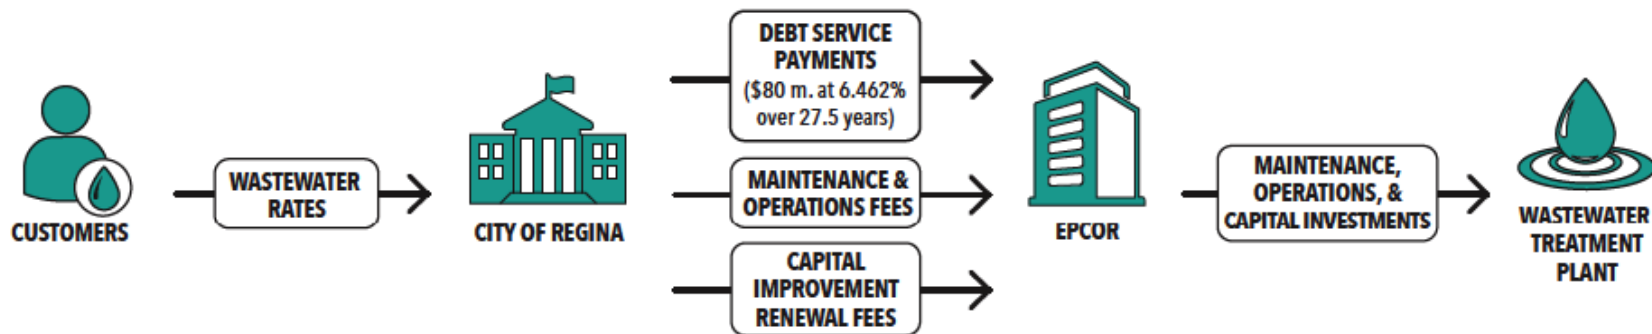 CUSTOMERS
WASTEWATER
RATES
CITY OF REGINA
DEBT SERVICE
PAYMENTS
($80 m. at 6.462%
over 27.5 years)
MAINTENANCE &
OPERATIONS FEES
CAPITAL
IMPROVEMENT
RENEWAL FEES
EPCOR
MAINTENANCE,
OPERATIONS, &
CAPITAL INVESTMENTS
WASTEWATER
TREATMENT
PLANT